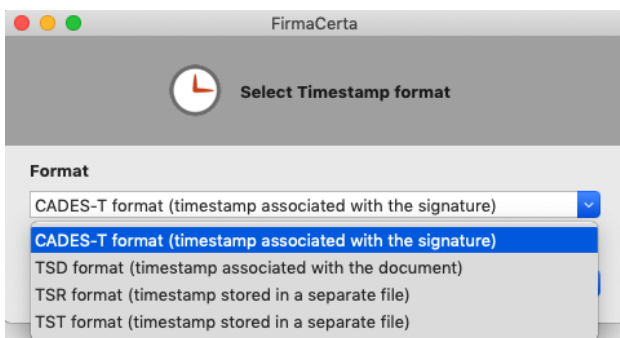 FirmaCerta
Select Timestamp format
Format
CADES-T format (timestamp associated with the signature)
CADES-T format (timestamp associated with the signature)
TSD format (timestamp associated with the document)
TSR format (timestamp stored in a separate file)
TST format (timestamp stored in a separate file)